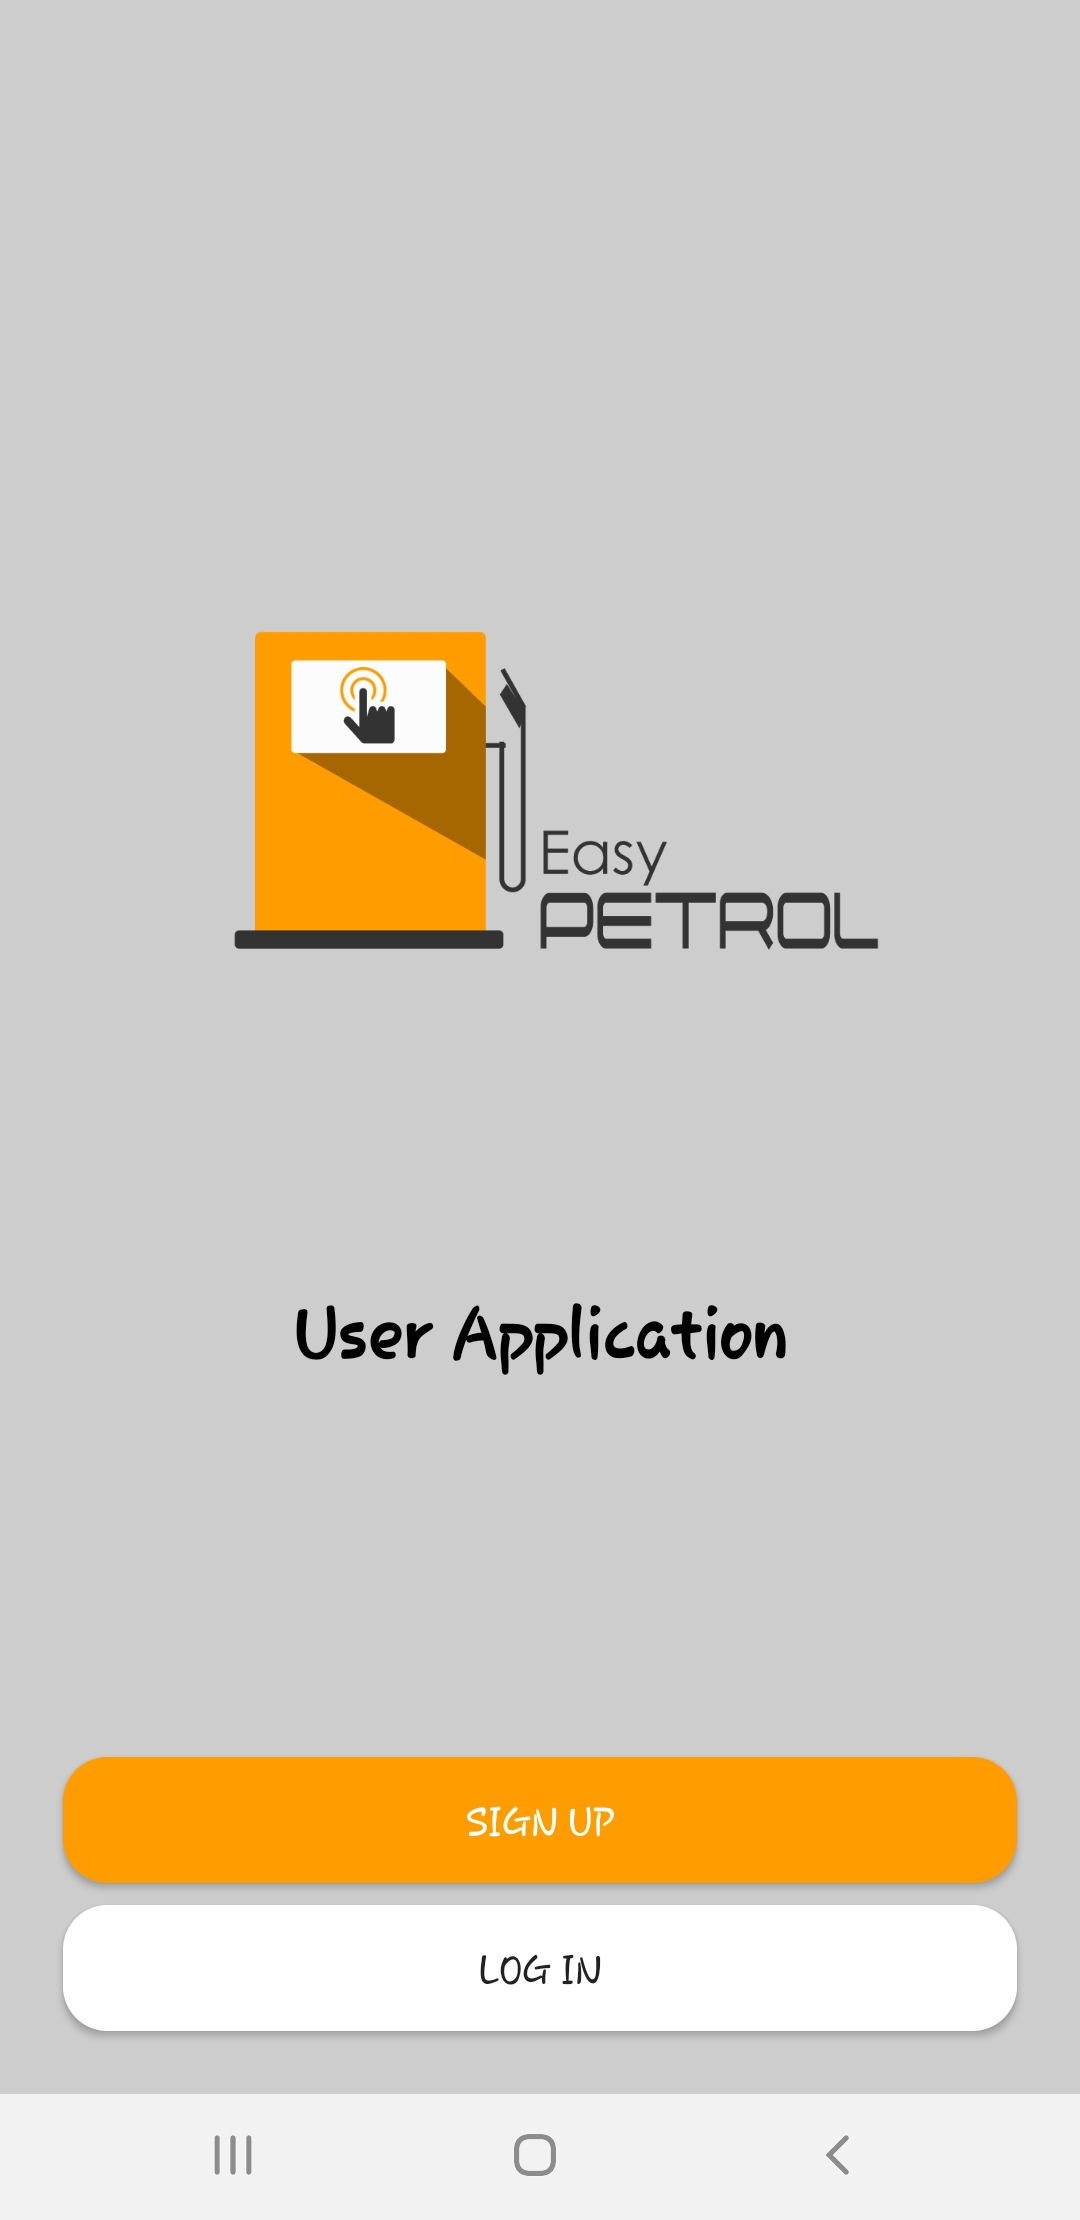 Easy
PETROL
User Application
SIGN UP
LOG IN